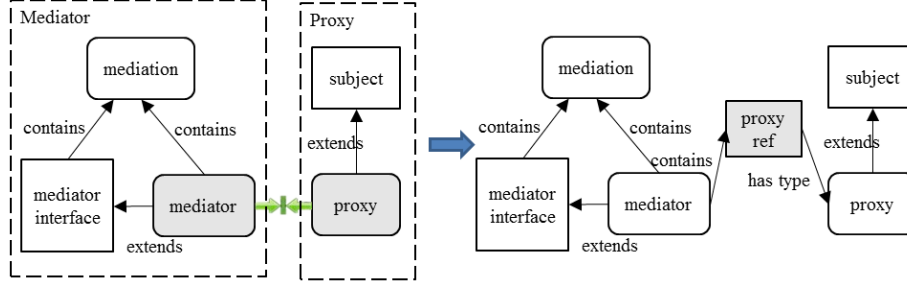 Mediator
Proxy
mediation
subject
contains
contains
extends
mediator
interface
mediator
proxy
extends
mediation
subject
contains
contains
proxy
ref
extends
contains
has type
mediator
interface
mediator
proxy
extends